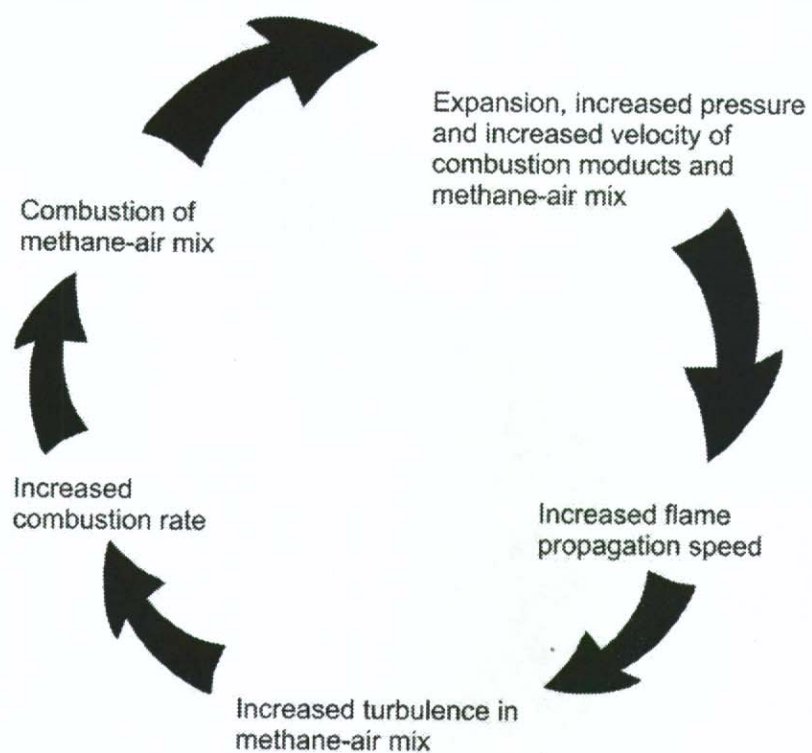 Expansion, increased pressure
and increased velocity of
combustion moducts and
methane-air mix
Increased flame
propagation speed
Increased turbulence in
methane-air mix
Increased
combustion rate
Combustion of
methane-air mix